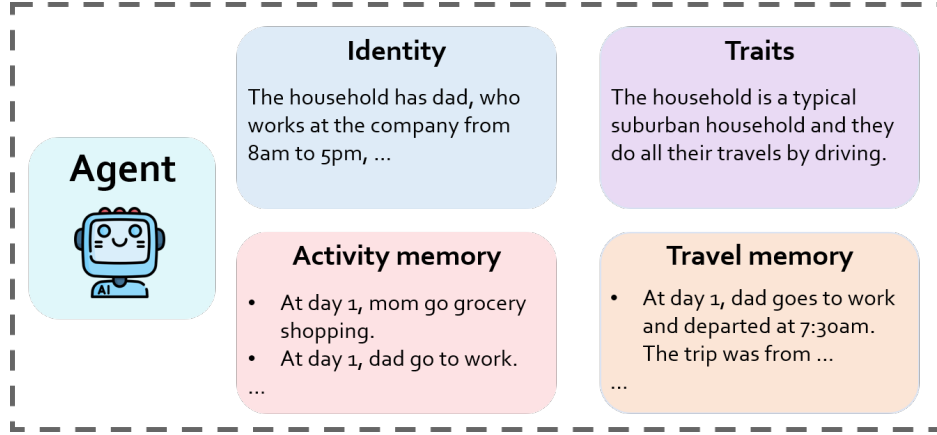 Agent
AI
Identity
The household has dad, who
works at the company from
8am to 5pm, ...
Traits
The household is a typical
suburban household and they
do all their travels by driving.
Activity memory
• At day 1, mom go grocery
shopping.
• At day 1, dad go to work.
...
Travel memory
• At day 1, dad goes to work
and departed at 7:30am.
The trip was from ...
...